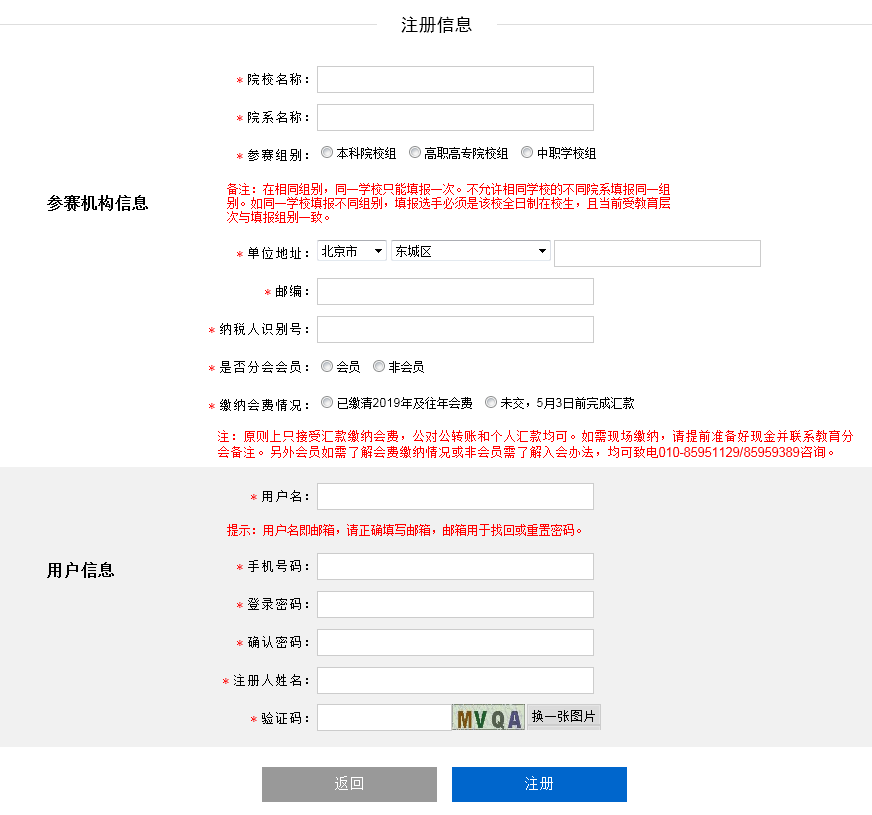 注册信息
*院校名称：
*院系名称：
*参赛组别： 本科院校组 高职高专院校组 中职学校组
参赛机构信息
备注：在相同组别，同一学校只能填报一次。不允许相同学校的不同院系填报同一组
别。如同一学校填报不同组别，填报选手必须是该校全日制在校生，且当前受教育层
次与填报组别一致。
*单位地址： 北京市 东城区
*邮编：
*纳税人识别号：
*是否分会会员： 会员 非会员
*缴纳会费情况： 已缴清2019年及往年会费 未交，5月3日前完成汇款
注：原则上只接受汇款缴纳会费，公对公转账和个人汇款均可。如需现场缴纳，请提前准备好现金并联系教育分
会备注。另外会员如需了解会费缴纳情况或非会员需了解入会办法，均可致电010-85951129/85959389咨询。
*用户名：
提示：用户名即邮箱，请正确填写邮箱，邮箱用于找回或重置密码。
用户信息
*手机号码：
*登录密码：
*确认密码：
*注册人姓名：
*验证码： MVQA 换一张图片
返回 注册